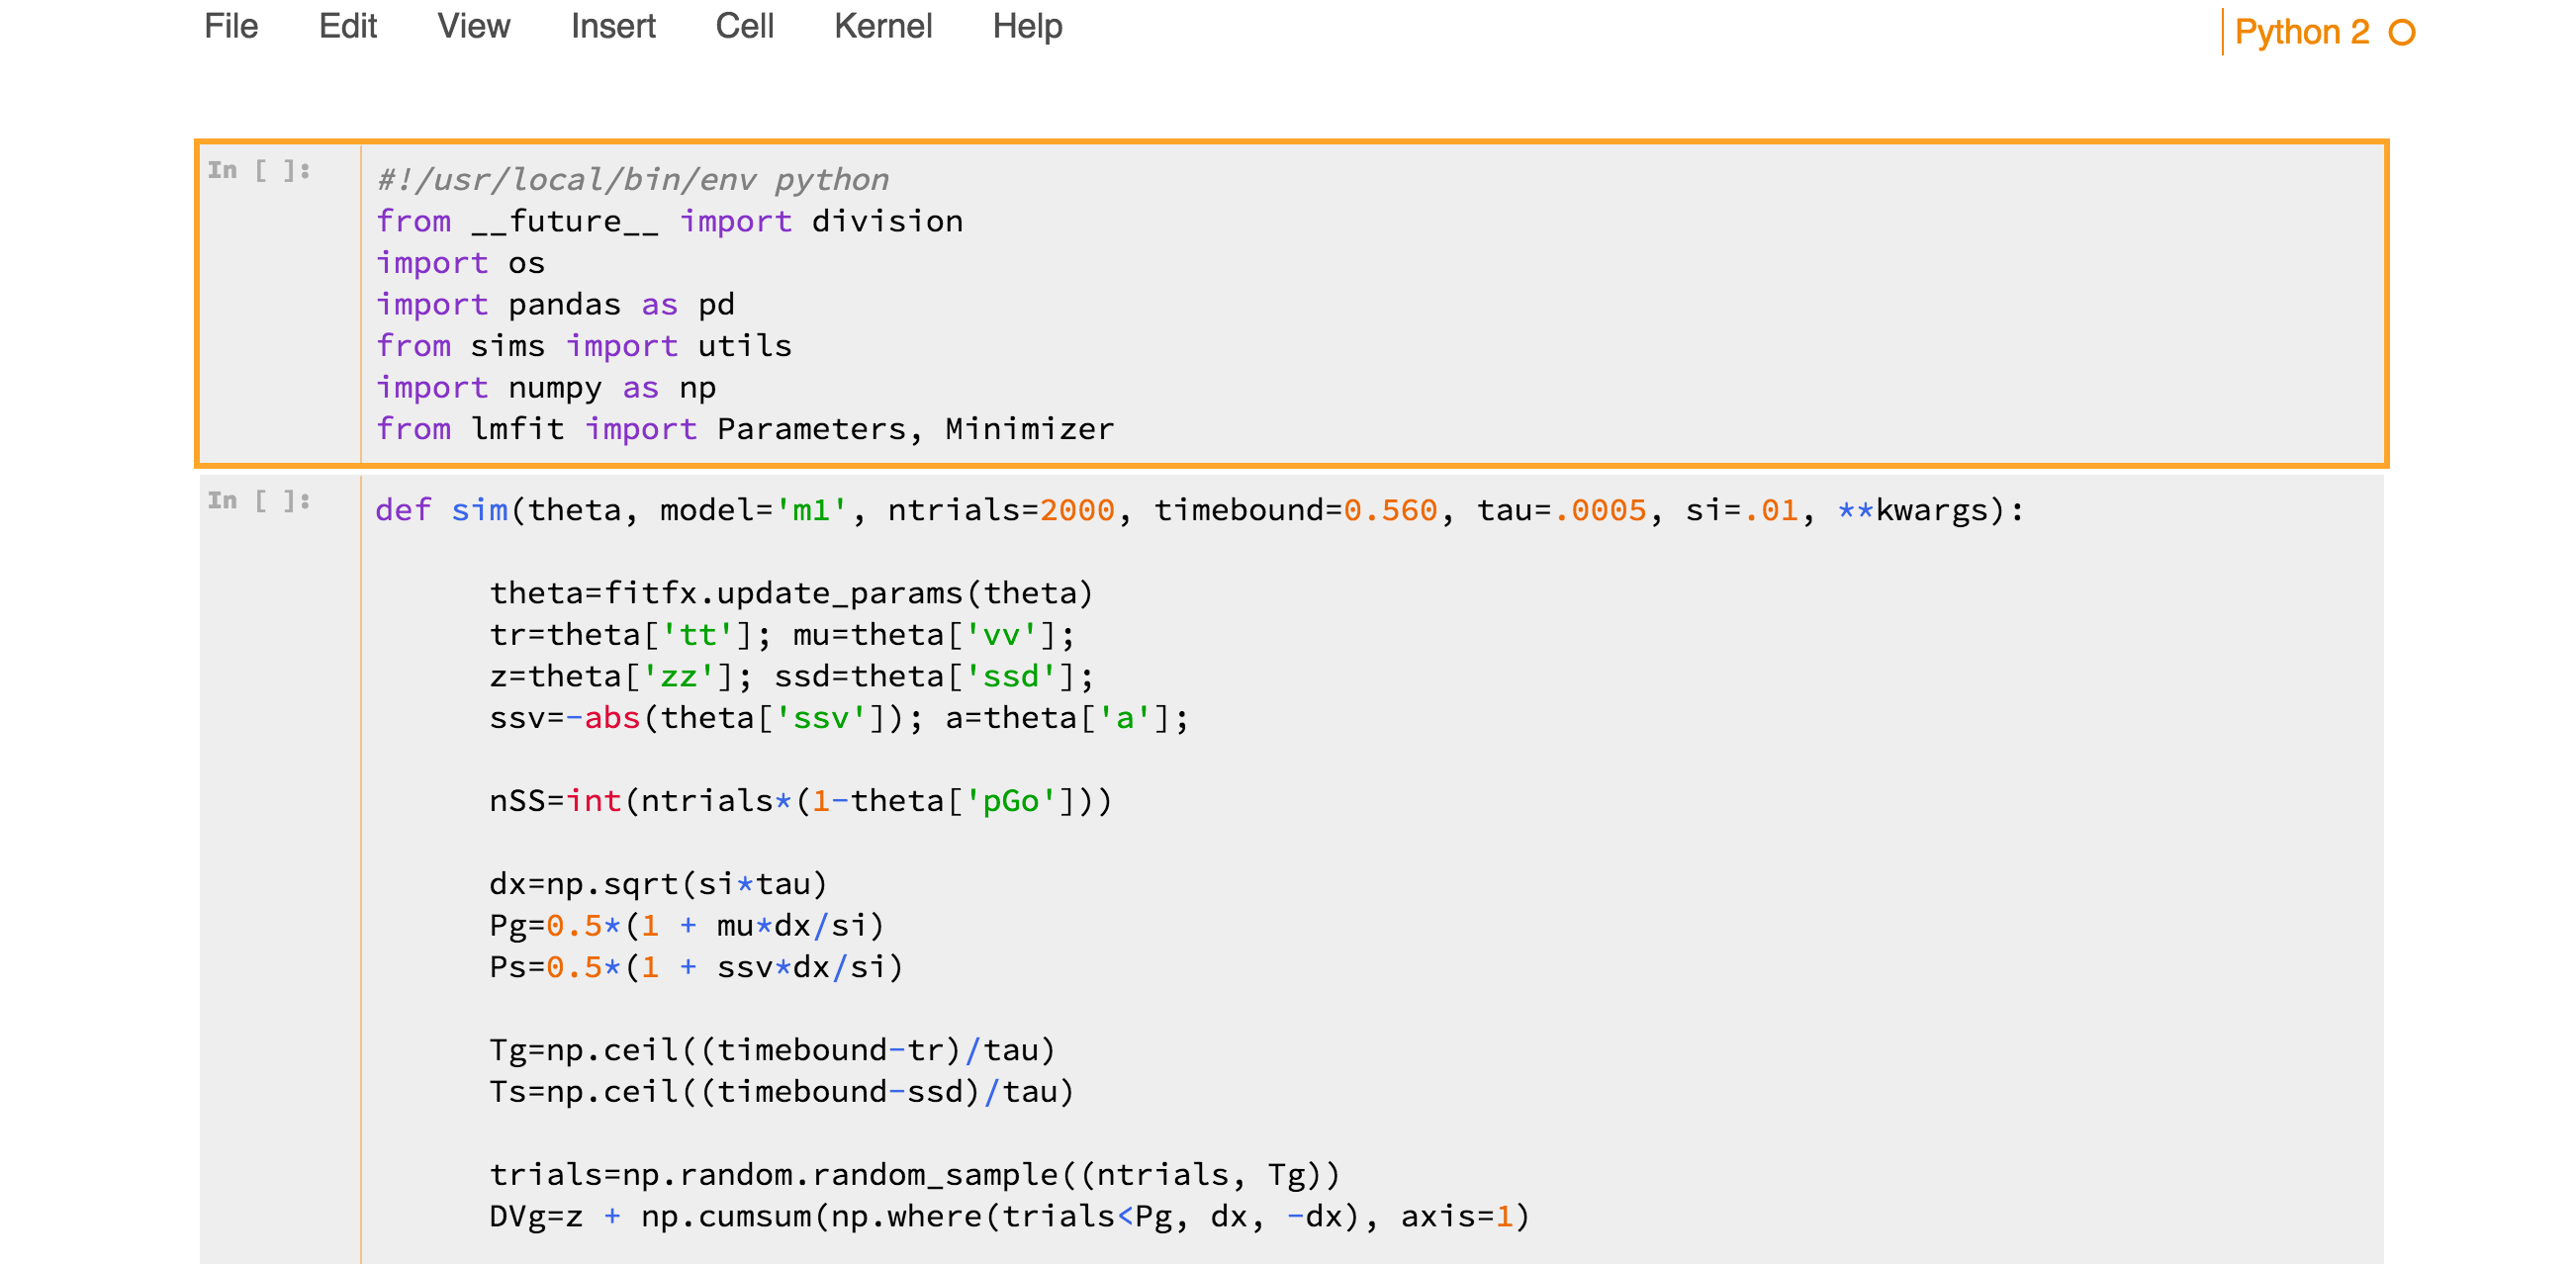 File Edit View Insert Cell Kernel Help Python 2
In [ ]:
#!/usr/local/bin/env python
from __future__ import division
import os
import pandas as pd
from sims import utils
import numpy as np
from lmfit import Parameters, Minimizer
In [ ]:
def sim(theta, model='m1', ntrials=2000, timebound=0.560, tau=.0005, si=.01, **kwargs):
theta=fitfx.update_params(theta)
tr=theta['tt']; mu=theta['vv'];
z=theta['zz']; ssd=theta['ssd'];
ssv=-abs(theta['ssv']); a=theta['a'];
nSS=int(ntrials*(1-theta['pGo']))
dx=np.sqrt(si*tau)
Pg=0.5*(1 + mu*dx/si)
Ps=0.5*(1 + ssv*dx/si)
Tg=np.ceil((timebound-tr)/tau)
Ts=np.ceil((timebound-ssd)/tau)
trials=np.random.random_sample((ntrials, Tg))
DVg=z + np.cumsum(np.where(trials<Pg, dx, -dx), axis=1)